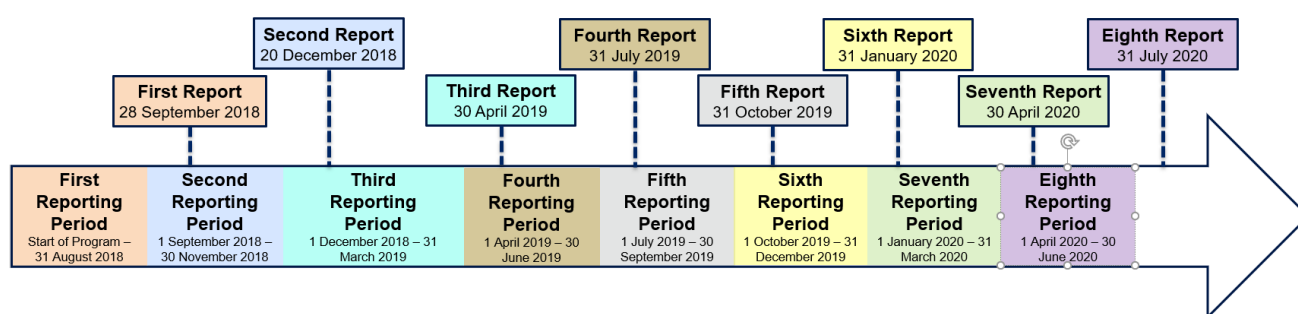 Second Report
20 December 2018
Fourth Report
31 July 2019
Sixth Report
31 January 2020
Eighth Report
31 July 2020
First Report
28 September 2018
Third Report
30 April 2019
Fifth Report
31 October 2019
Seventh Report
30 April 2020
First
Reporting
Period
Start of Program –
31 August 2018
Second
Reporting
Period
1 September 2018 –
30 November 2018
Third
Reporting
Period
1 December 2018 – 31
March 2019
Fourth
Reporting
Period
1 April 2019 – 30
June 2019
Fifth
Reporting
Period
1 July 2019 – 30
September 2019
Sixth
Reporting
Period
1 October 2019 – 31
December 2019
Seventh
Reporting
Period
1 January 2020 – 31
March 2020
Eighth
Reporting
Period
1 April 2020 – 30
June 2020